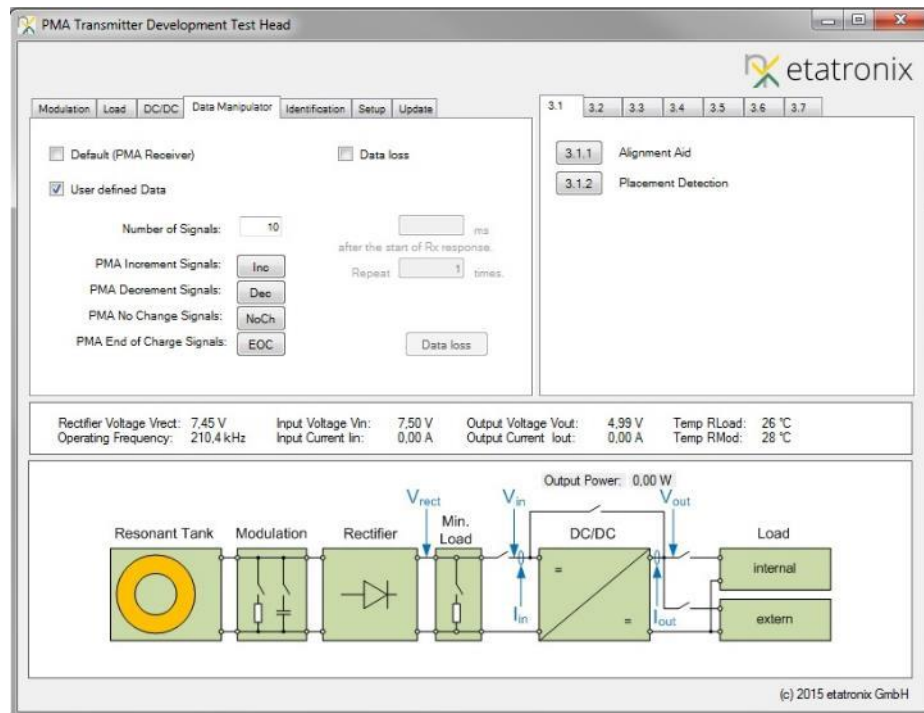 PMA Transmitter Development Test Head
etatronix
Modulation Load DC/DC Data Manipulator Identification Setup Update
3.1 3.2 3.3 3.4 3.5 3.6 3.7
Default (PMA Receiver)
Data loss
User defined Data
Number of Signals: 10
ms
after the start of Rx response.
PMA Increment Signals: Inc
Repeat 1 times.
PMA Decrement Signals: Dec
PMA No Change Signals: NoCh
PMA End of Charge Signals: EOC
Data loss
3.1.1 Alignment Aid
3.1.2 Placement Detection
Rectifier Voltage Vrect: 7,45 V Input Voltage Vin: 7,50 V Output Voltage Vout: 4,99 V Temp RLoad: 26 °C
Operating Frequency: 210,4 kHz Input Current Iin: 0,00 A Output Current Iout: 0,00 A Temp RMod: 28 °C
Output Power: 0,00 W
Vrect Vin Vout
Resonant Tank Modulation Rectifier Min. Load DC/DC Load
= =
internal
extern
Iin Iout
(c) 2015 etatronix GmbH